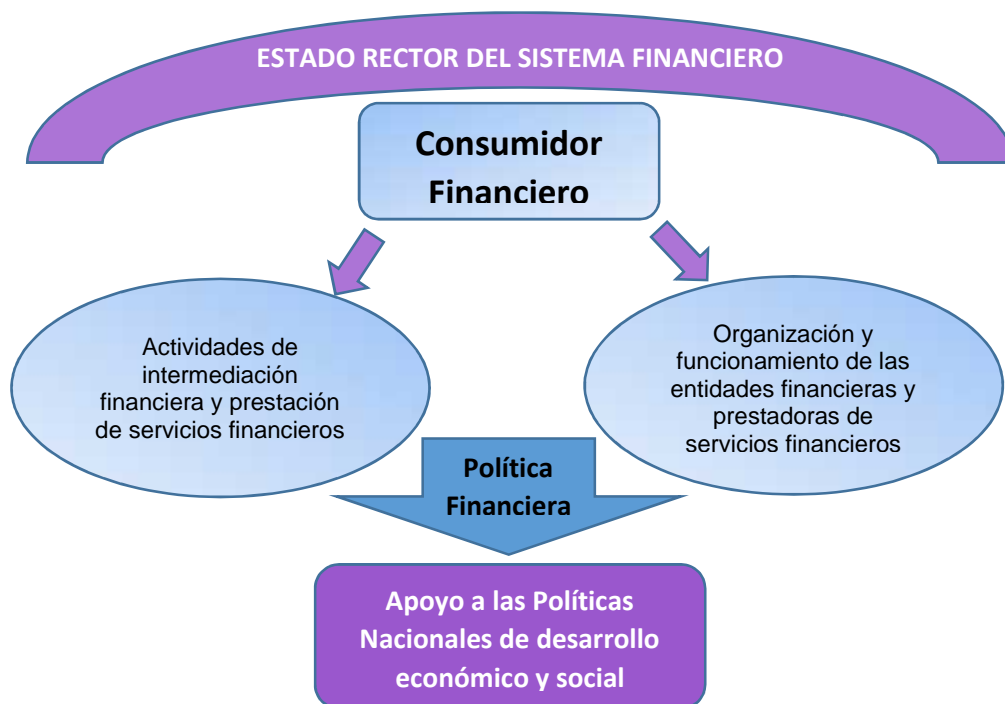 ESTADO RECTOR DEL SISTEMA FINANCIERO
Consumidor
Financiero
Actividades de
intermediación
financiera y prestación
de servicios financieros
Organización y
funcionamiento de las
entidades financieras y
prestadoras de
servicios financieros
Política
Financiera
Apoyo a las Políticas
Nacionales de desarrollo
económico y social